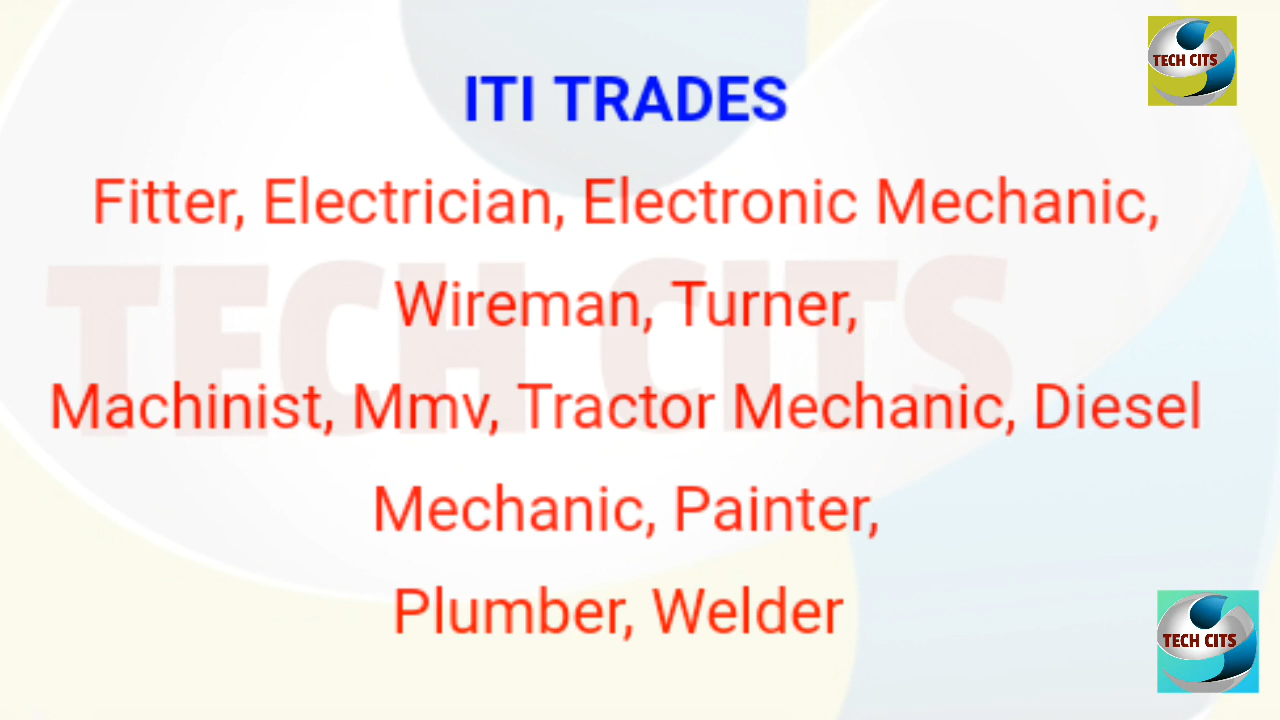 TECH CITS
ITI TRADES
Fitter, Electrician, Electronic Mechanic,
Wireman, Turner,
TECH CITS
Machinist, Mmv, Tractor Mechanic, Diesel
Mechanic, Painter,
Plumber, Welder
TECH CITS